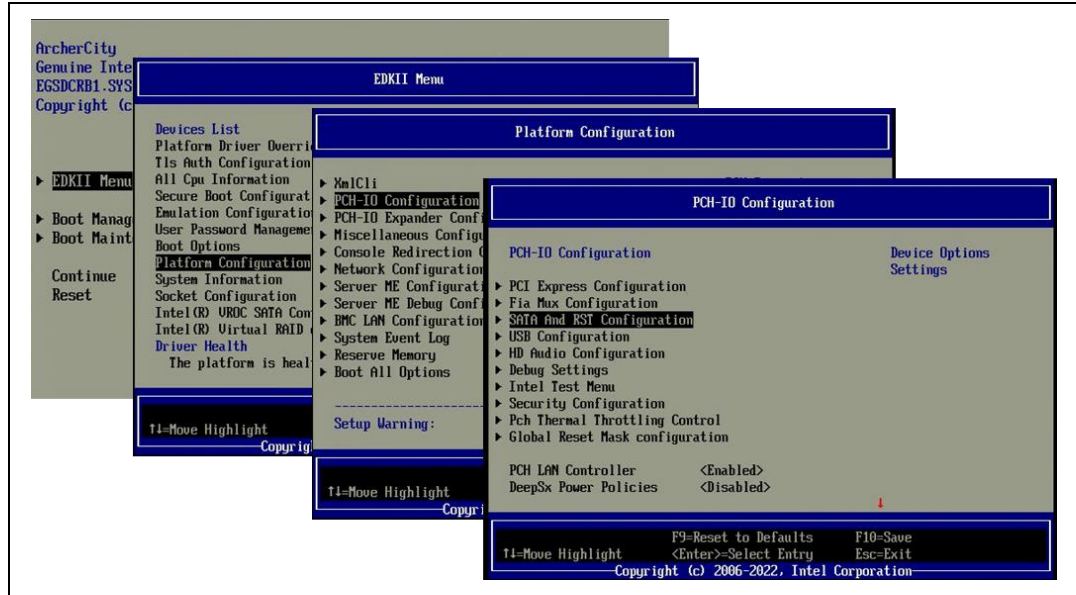 ArcherCity
Genuine Inte
EGSDCRB1.SYS
Copyright (c
▶ EDKII Menu
▶ Boot Manag
▶ Boot Maint
Continue
Reset
EDKII Menu
Devices List
Platform Driver Overri
Tls Auth Configuration
All Cpu Information
Secure Boot Configurat
Emulation Configuratio
User Password Manageme
Boot Options
Platform Configuration
System Information
Socket Configuration
Intel(R) VROC SATA Con
Intel(R) Virtual RAID
Driver Health
The platform is heal
↑↓=Move Highlight
Copyrig
Platform Configuration
▶ XmlCli
▶ PCH-IO Configuration
▶ PCH-IO Expander Confi
▶ Miscellaneous Configu
▶ Console Redirection
▶ Network Configuration
▶ Server ME Configurati
▶ Server ME Debug Confi
▶ BMC LAN Configuration
▶ System Event Log
▶ Reserve Memory
▶ Boot All Options
Setup Warning:
↑↓=Move Highlight
Copyri
PCH-IO Configuration
PCH-IO Configuration Device Options
Settings
▶ PCI Express Configuration
▶ Fia Mux Configuration
▶ SATA And RST Configuration
▶ USB Configuration
▶ HD Audio Configuration
▶ Debug Settings
▶ Intel Test Menu
▶ Security Configuration
▶ Pch Thermal Throttling Control
▶ Global Reset Mask configuration
PCH LAN Controller <Enabled>
DeepSx Power Policies <Disabled>
↓
F9=Reset to Defaults F10=Save
↑↓=Move Highlight <Enter>=Select Entry Esc=Exit
Copyright (c) 2006-2022, Intel Corporation